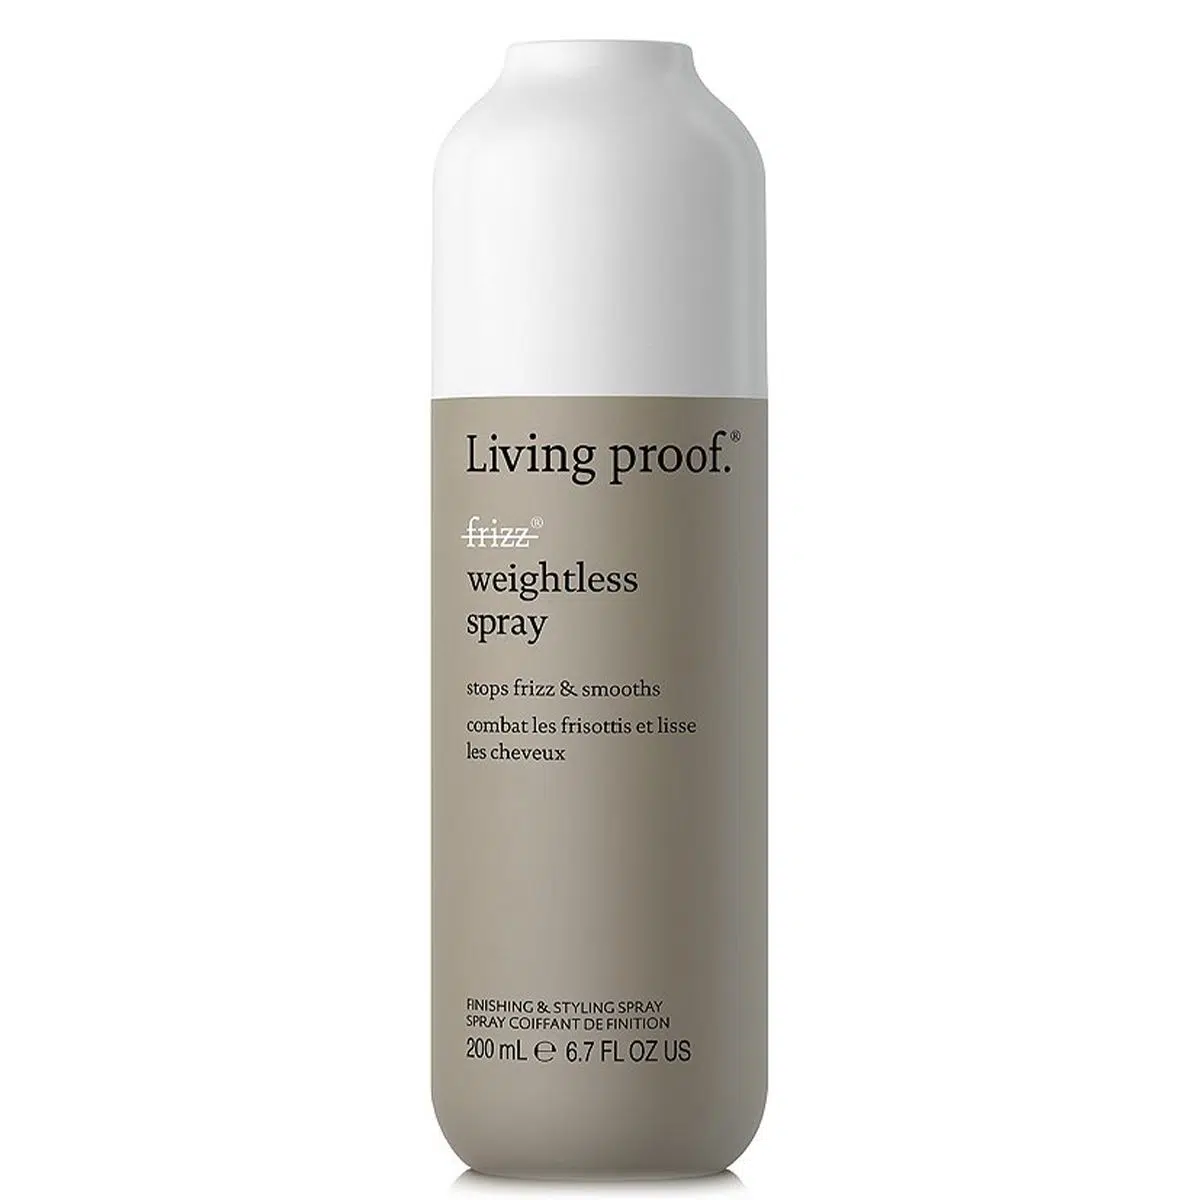 Living proof.®
frizz®
weightless
spray
stops frizz & smooths
combat les frisottis et lisse
les cheveux
FINISHING & STYLING SPRAY
SPRAY COIFFANT DE FINITION
200 mL ℮ 6.7 FL OZ US